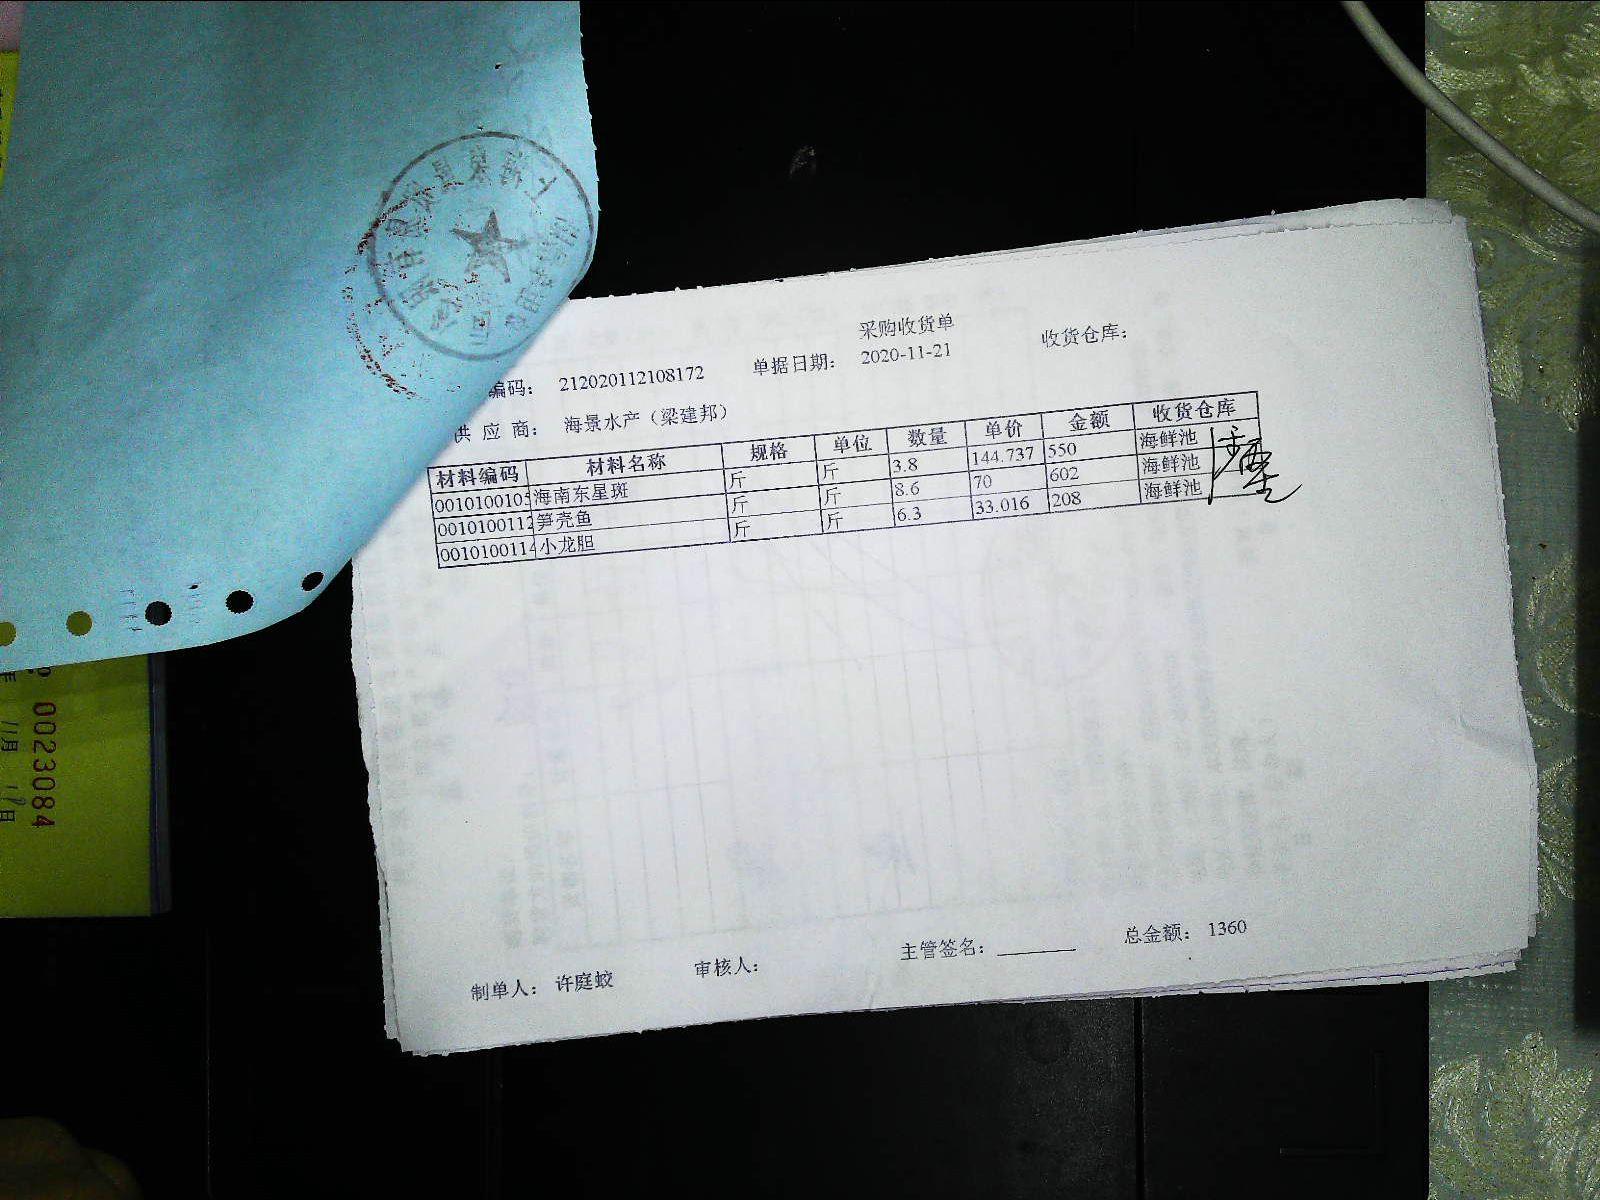 采购收货单
编码： 212020112108172 单据日期： 2020-11-21 收货仓库：
供 应 商： 海景水产（梁建邦）
材料编码 材料名称 规格 单位 数量 单价 金额 收货仓库
0010100105 海南东星斑 斤 斤 3.8 144.737 550 海鲜池
0010100112 笋壳鱼 斤 斤 8.6 70 602 海鲜池
0010100114 小龙胆 斤 斤 6.3 33.016 208 海鲜池
制单人： 许庭蛟 审核人： 主管签名： 总金额： 1360
0023084